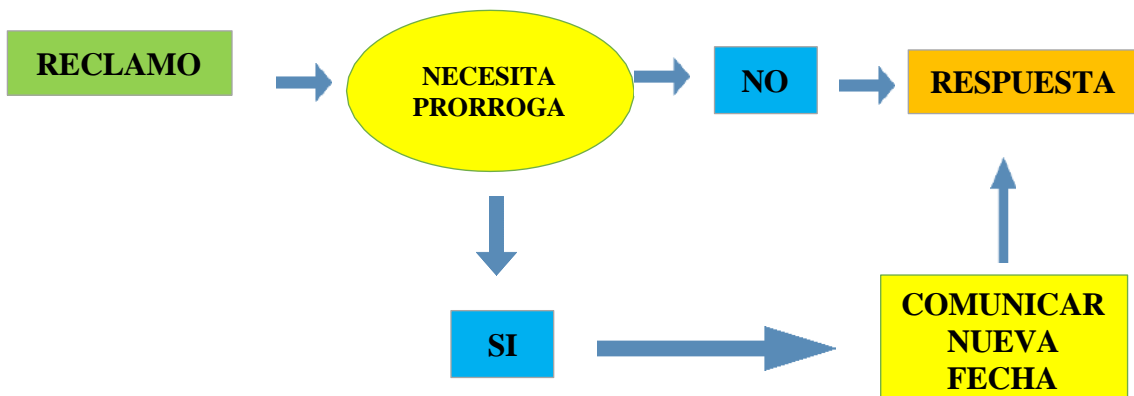 RECLAMO
NECESITA
PRORROGA
NO
RESPUESTA
SI
COMUNICAR
NUEVA
FECHA